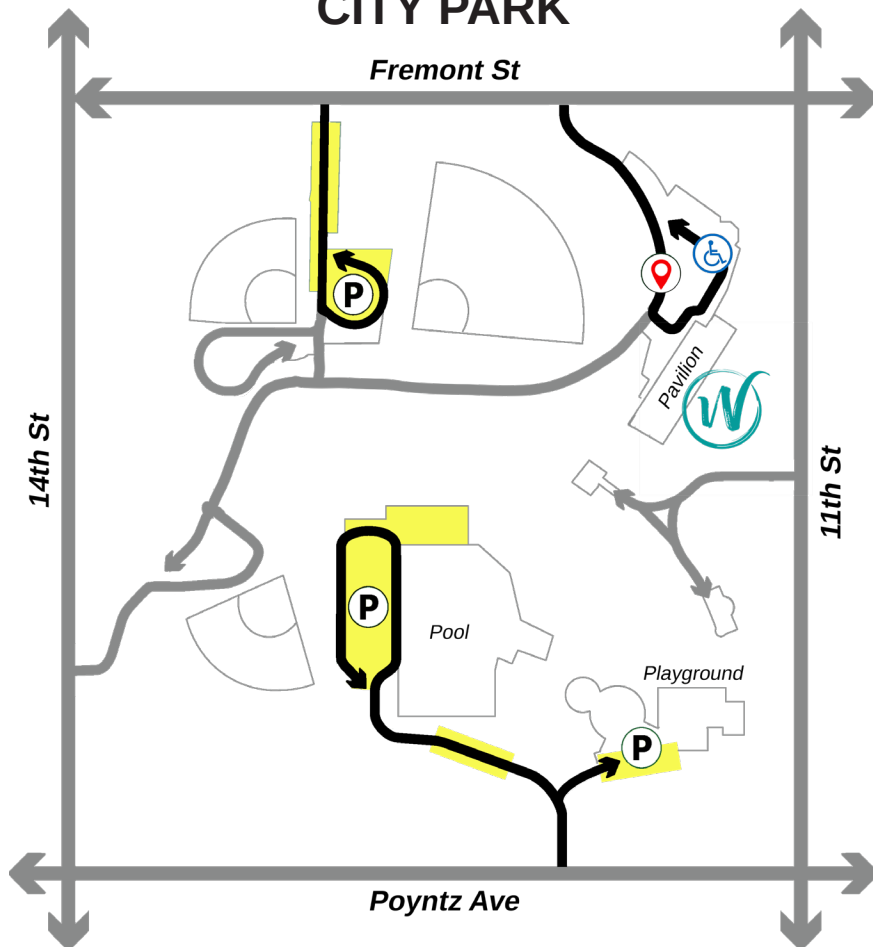 CITY PARK
Fremont St
P
Pavilion
W
14th St
11th St
P
Pool
Playground
P
Poyntz Ave